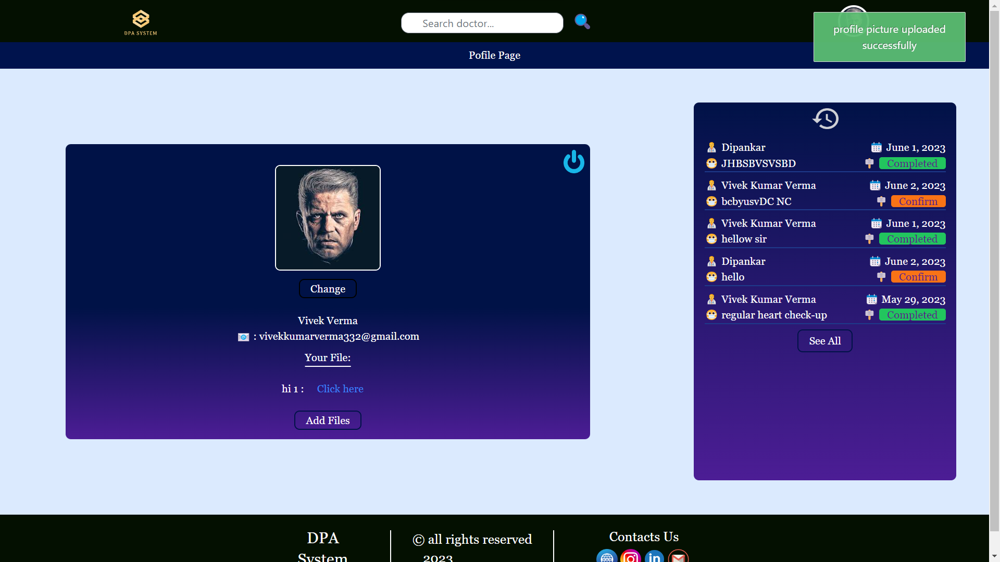 DPA SYSTEM
Search doctor...
profile picture uploaded
successfully
Pofile Page
Change
Vivek Verma
: vivekkumarverma332@gmail.com
Your File:
hi 1 : Click here
Add Files
Dipankar June 1, 2023
JHBSBVSVSBD Completed
Vivek Kumar Verma June 2, 2023
bcbyusvDC NC Confirm
Vivek Kumar Verma June 1, 2023
hellow sir Completed
Dipankar June 2, 2023
hello Confirm
Vivek Kumar Verma May 29, 2023
regular heart check-up Completed
See All
DPA
System
© all rights reserved
2023
Contacts Us